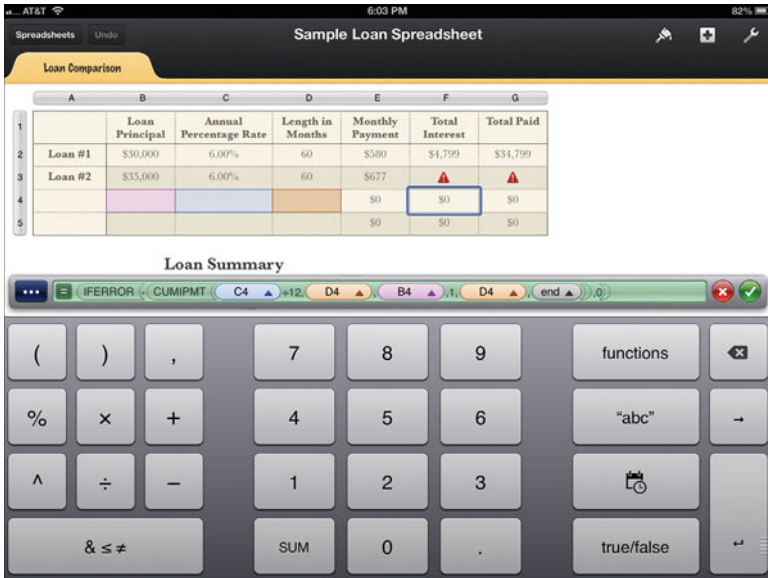 AT&T 6:03 PM 82%
Spreadsheets Undo Sample Loan Spreadsheet
Loan Comparison
A B C D E F G
1 Loan Principal Annual Percentage Rate Length in Months Monthly Payment Total Interest Total Paid
2 Loan #1 $30,000 6.00% 60 $580 $4,799 $34,799
3 Loan #2 $35,000 6.00% 60 $677
4 $0 $0 $0
5 $0 $0 $0
Loan Summary
... = IFERROR (-( CUMIPMT ( C4 ÷12, D4 , B4 ,1, D4 ,( end ))),0)
( ) , 7 8 9 functions
% × + 4 5 6 “abc” →
^ ÷ – 1 2 3
& ≤ ≠ SUM 0 . true/false ↵